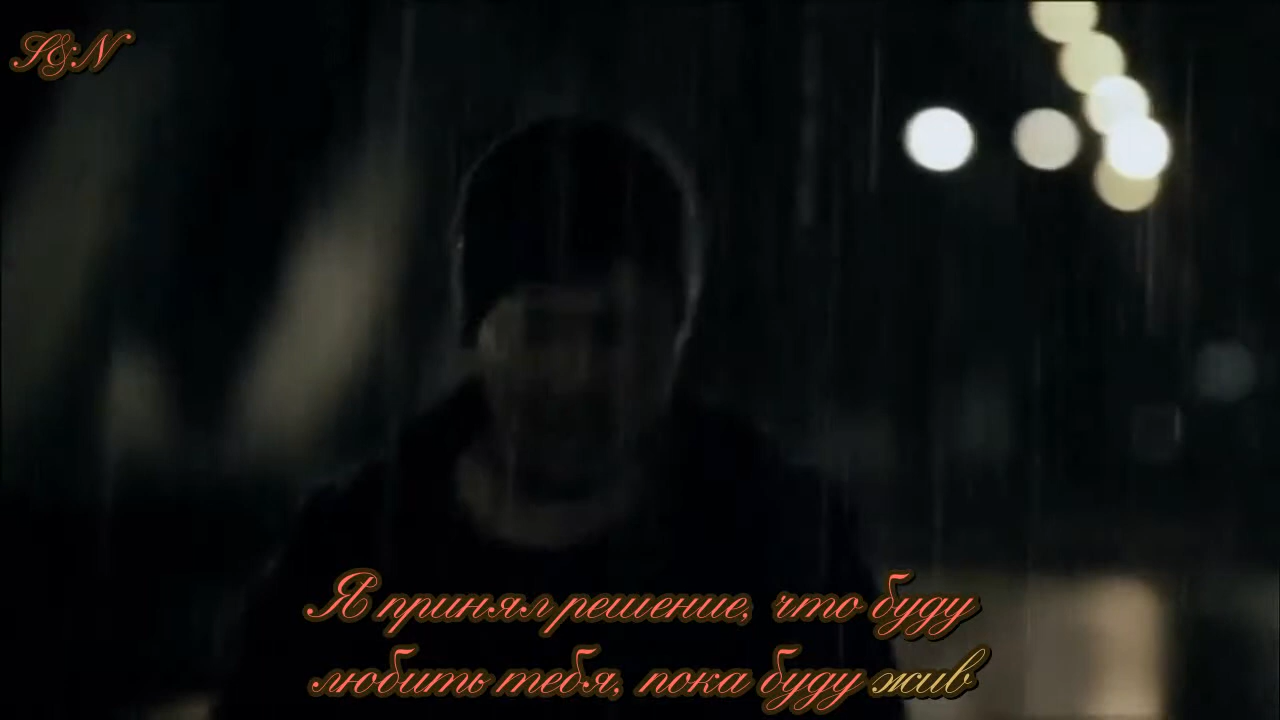 S&N
Я принял решение, что буду
любить тебя, пока буду жив